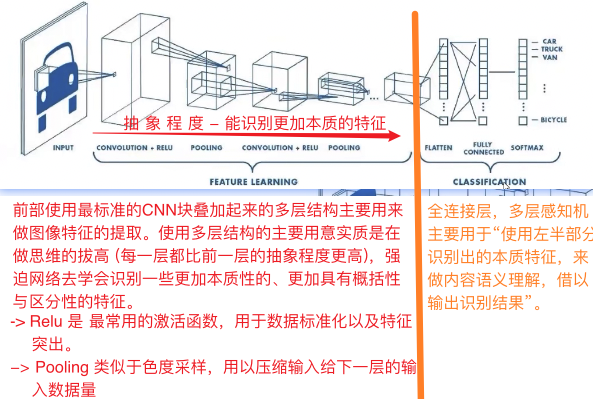 CAR
TRUCK
VAN
BICYCLE
抽 象 程 度 – 能识别更加本质的特征
INPUT
CONVOLUTION + RELU
POOLING
CONVOLUTION + RELU
POOLING
FLATTEN
FULLY
CONNECTED
SOFTMAX
FEATURE LEARNING
CLASSIFICATION
前部使用最标准的CNN块叠加起来的多层结构主要用来
做图像特征的提取。使用多层结构的主要用意实质是在
做思维的拔高 (每一层都比前一层的抽象程度更高)，强
迫网络去学会识别一些更加本质性的、更加具有概括性
与区分性的特征。
-> Relu 是 最常用的激活函数，用于数据标准化以及特征
突出。
–> Pooling 类似于色度采样，用以压缩输入给下一层的输
入数据量
全连接层，多层感知机
主要用于“使用左半部分
识别出的本质特征，来
做内容语义理解，借以
输出识别结果”。